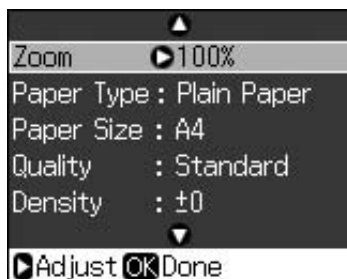 Zoom 100%
Paper Type : Plain Paper
Paper Size : A4
Quality : Standard
Density : ±0
Adjust OK Done